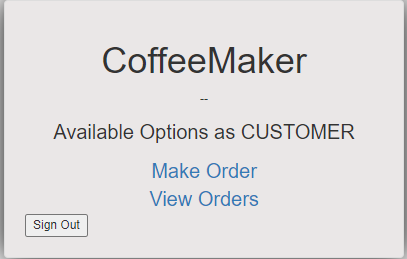 CoffeeMaker
--
Available Options as CUSTOMER
Make Order
View Orders
Sign Out